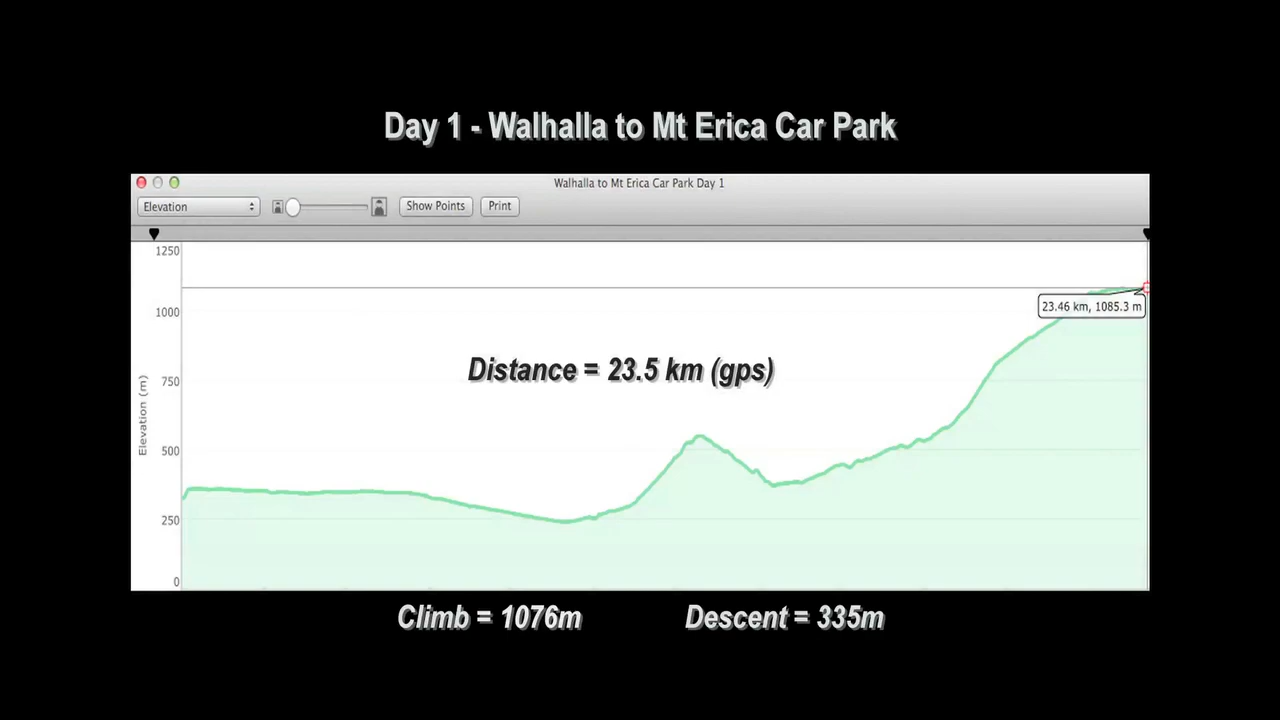 Day 1 - Walhalla to Mt Erica Car Park
Walhalla to Mt Erica Car Park Day 1
Elevation
Show Points
Print
1250
1000
750
500
250
0
Elevation (m)
23.46 km, 1085.3 m
Distance = 23.5 km (gps)
Climb = 1076m
Descent = 335m